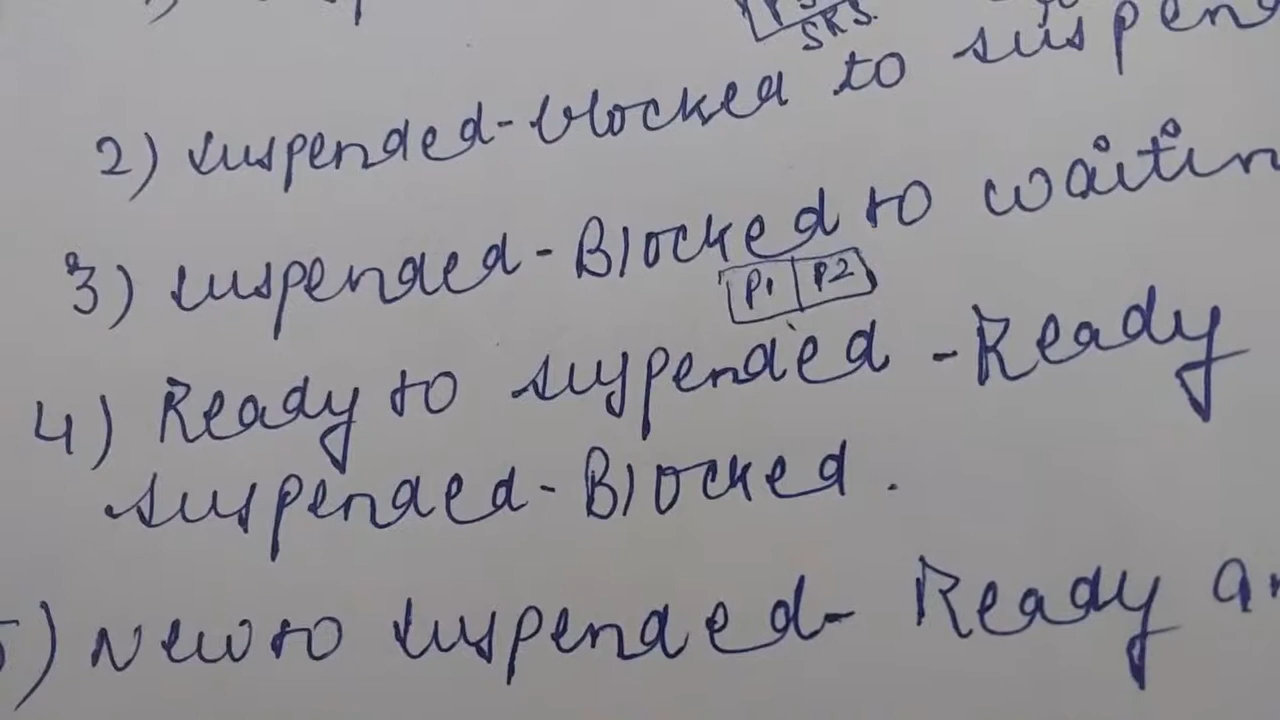 SRS.
2) suspended-blocked to suspen
3) suspended-Blocked to waitin
P1 P2
4) Ready to suspended -Ready
suspended-Blocked.
5) New to suspended- Ready an